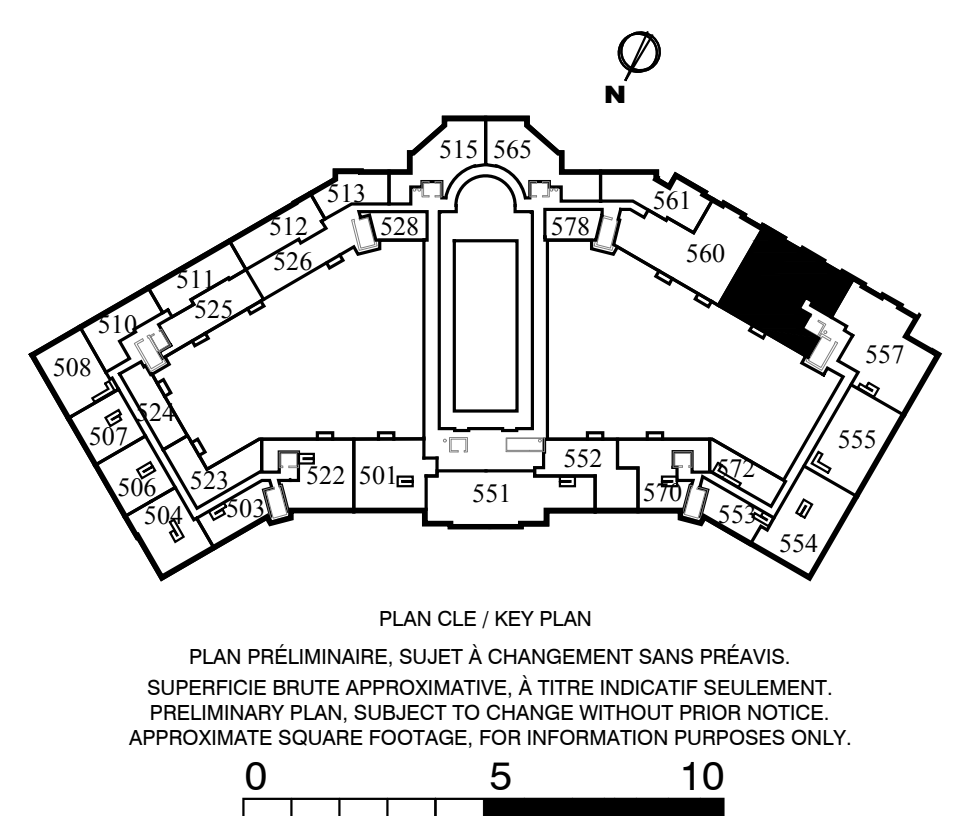 N
515 565
513 561
512 528 578
526 560
511
525
510
508 557
524
507 555
506 523 522 501 552 572
504 503 551 570 553
554
PLAN CLE / KEY PLAN
PLAN PRÉLIMINAIRE, SUJET À CHANGEMENT SANS PRÉAVIS.
SUPERFICIE BRUTE APPROXIMATIVE, À TITRE INDICATIF SEULEMENT.
PRELIMINARY PLAN, SUBJECT TO CHANGE WITHOUT PRIOR NOTICE.
APPROXIMATE SQUARE FOOTAGE, FOR INFORMATION PURPOSES ONLY.
0 5 10